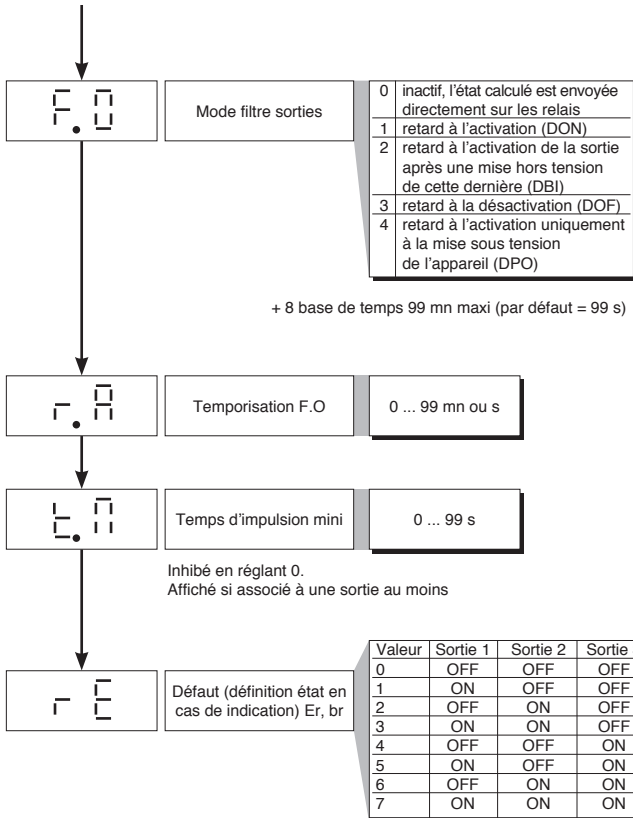 F.O
Mode filtre sorties
0 inactif, l'état calculé est envoyée
directement sur les relais
1 retard à l'activation (DON)
2 retard à l'activation de la sortie
après une mise hors tension
de cette dernière (DBI)
3 retard à la désactivation (DOF)
4 retard à l'activation uniquement
à la mise sous tension
de l'appareil (DPO)
+ 8 base de temps 99 mn maxi (par défaut = 99 s)
r.A
Temporisation F.O
0 ... 99 mn ou s
t.n
Temps d'impulsion mini
0 ... 99 s
Inhibé en réglant 0.
Affiché si associé à une sortie au moins
r E
Défaut (définition état en
cas de indication) Er, br
Valeur Sortie 1 Sortie 2 Sortie
0 OFF OFF OFF
1 ON OFF OFF
2 OFF ON OFF
3 ON ON OFF
4 OFF OFF ON
5 ON OFF ON
6 OFF ON ON
7 ON ON ON